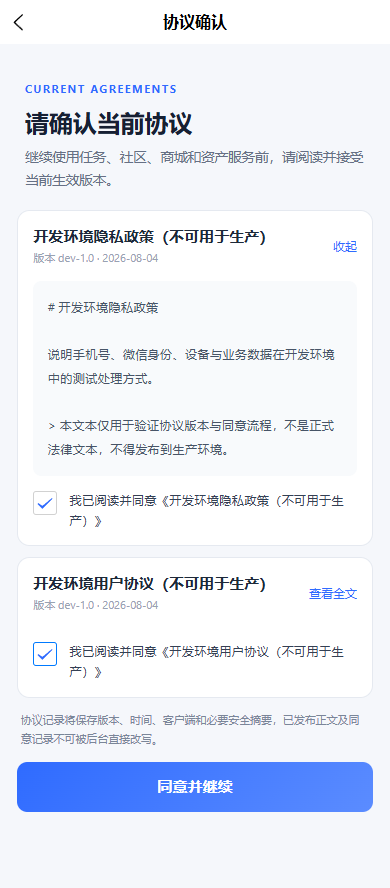 协议确认
CURRENT AGREEMENTS
请确认当前协议
继续使用任务、社区、商城和资产服务前，请阅读并接受
当前生效版本。
开发环境隐私政策（不可用于生产）
收起
版本 dev-1.0 · 2026-08-04
# 开发环境隐私政策
说明手机号、微信身份、设备与业务数据在开发环境
中的测试处理方式。
> 本文本仅用于验证协议版本与同意流程，不是正式
法律文本，不得发布到生产环境。
我已阅读并同意《开发环境隐私政策（不可用于生
产）》
开发环境用户协议（不可用于生产）
查看全文
版本 dev-1.0 · 2026-08-04
我已阅读并同意《开发环境用户协议（不可用于生
产）》
协议记录将保存版本、时间、客户端和必要安全摘要，已发布正文及同
意记录不可被后台直接改写。
同意并继续